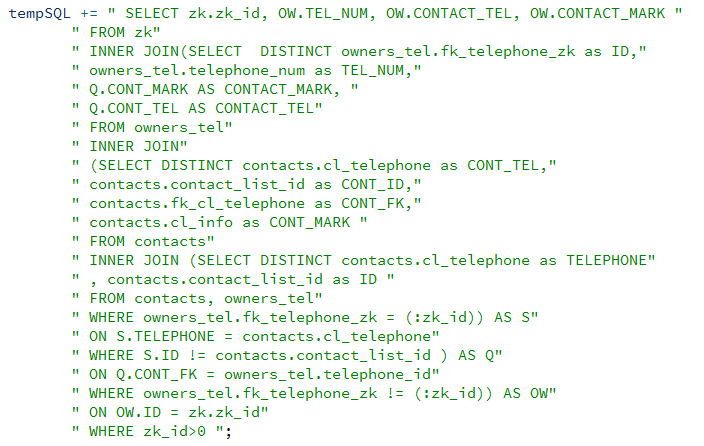 tempSQL += " SELECT zk.zk_id, OW.TEL_NUM, OW.CONTACT_TEL, OW.CONTACT_MARK "
" FROM zk"
" INNER JOIN(SELECT  DISTINCT owners_tel.fk_telephone_zk as ID,"
" owners_tel.telephone_num as TEL_NUM,"
" Q.CONT_MARK AS CONTACT_MARK, "
" Q.CONT_TEL AS CONTACT_TEL"
" FROM owners_tel"
" INNER JOIN"
" (SELECT DISTINCT contacts.cl_telephone as CONT_TEL,"
" contacts.contact_list_id as CONT_ID,"
" contacts.fk_cl_telephone as CONT_FK,"
" contacts.cl_info as CONT_MARK "
" FROM contacts"
" INNER JOIN (SELECT DISTINCT contacts.cl_telephone as TELEPHONE"
" , contacts.contact_list_id as ID "
" FROM contacts, owners_tel"
" WHERE owners_tel.fk_telephone_zk = (:zk_id)) AS S"
" ON S.TELEPHONE = contacts.cl_telephone"
" WHERE S.ID != contacts.contact_list_id ) AS Q"
" ON Q.CONT_FK = owners_tel.telephone_id"
" WHERE owners_tel.fk_telephone_zk != (:zk_id)) AS OW"
" ON OW.ID = zk.zk_id"
" WHERE zk_id>0 ";